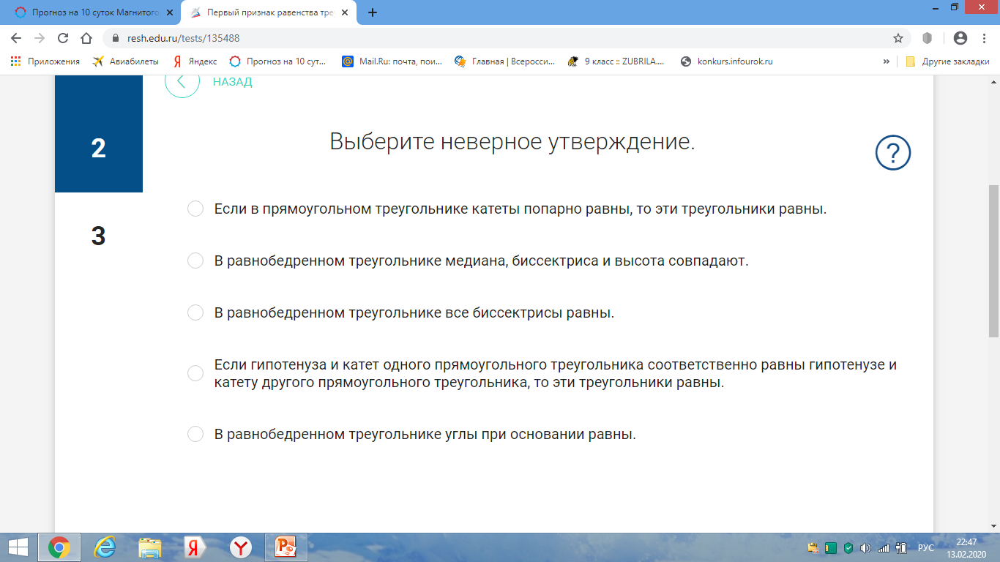 Прогноз на 10 суток Магнитого
Первый признак равенства тре
resh.edu.ru/tests/135488
Приложения
Авиабилеты
Яндекс
Прогноз на 10 сут...
Mail.Ru: почта, пои...
Главная | Всеросси...
9 класс :: ZUBRILA....
konkurs.infourok.ru
»
Другие закладки
НАЗАД
2
Выберите неверное утверждение.
?
Если в прямоугольном треугольнике катеты попарно равны, то эти треугольники равны.
3
В равнобедренном треугольнике медиана, биссектриса и высота совпадают.
В равнобедренном треугольнике все биссектрисы равны.
Если гипотенуза и катет одного прямоугольного треугольника соответственно равны гипотенузе и
катету другого прямоугольного треугольника, то эти треугольники равны.
В равнобедренном треугольнике углы при основании равны.
РУС
22:47
13.02.2020